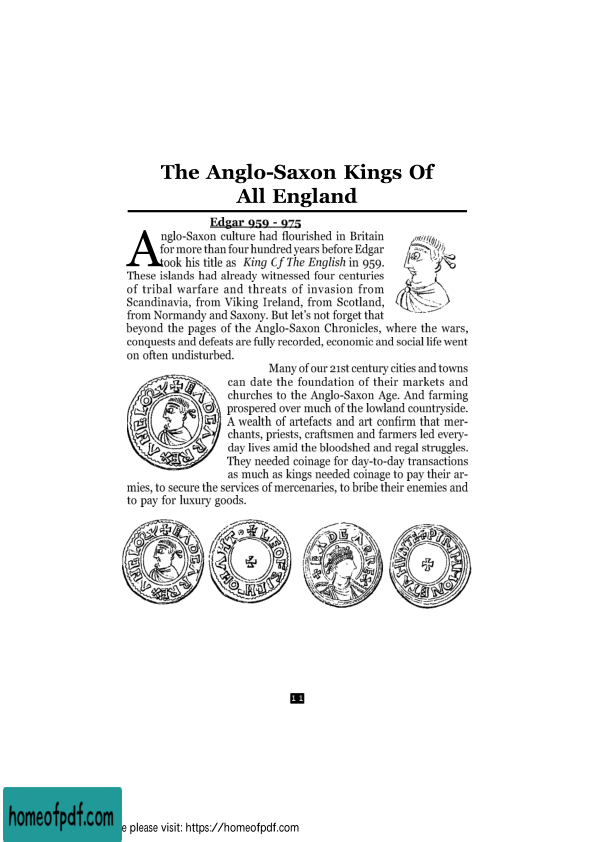 The Anglo-Saxon Kings Of
All England
Edgar 959 - 975
Anglo-Saxon culture had flourished in Britain
for more than four hundred years before Edgar
took his title as King Cf The English in 959.
These islands had already witnessed four centuries
of tribal warfare and threats of invasion from
Scandinavia, from Viking Ireland, from Scotland,
from Normandy and Saxony. But let's not forget that
beyond the pages of the Anglo-Saxon Chronicles, where the wars,
conquests and defeats are fully recorded, economic and social life went
on often undisturbed.
Many of our 21st century cities and towns
can date the foundation of their markets and
churches to the Anglo-Saxon Age. And farming
prospered over much of the lowland countryside.
A wealth of artefacts and art confirm that mer-
chants, priests, craftsmen and farmers led every-
day lives amid the bloodshed and regal struggles.
They needed coinage for day-to-day transactions
as much as kings needed coinage to pay their ar-
mies, to secure the services of mercenaries, to bribe their enemies and
to pay for luxury goods.
11
homeofpdf.com
e please visit: https://homeofpdf.com